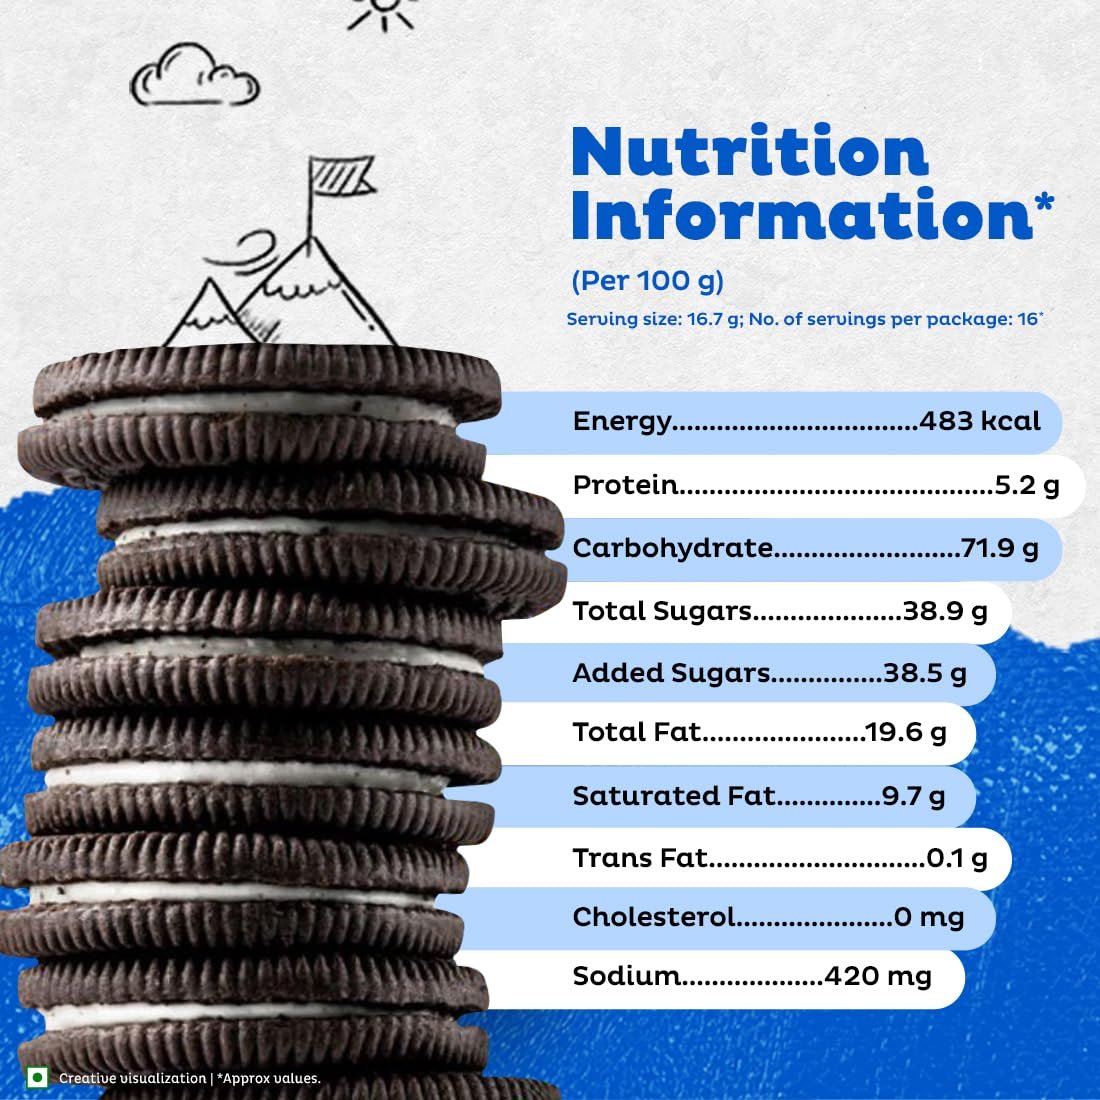 Nutrition
Information*
(Per 100 g)
Serving size: 16.7 g; No. of servings per package: 16*
Energy.................................483 kcal
Protein..........................................5.2 g
Carbohydrate.........................71.9 g
Total Sugars....................38.9 g
Added Sugars...............38.5 g
Total Fat......................19.6 g
Saturated Fat..............9.7 g
Trans Fat.............................0.1 g
Cholesterol.....................0 mg
Sodium...................420 mg
Creative visualization | *Approx values.